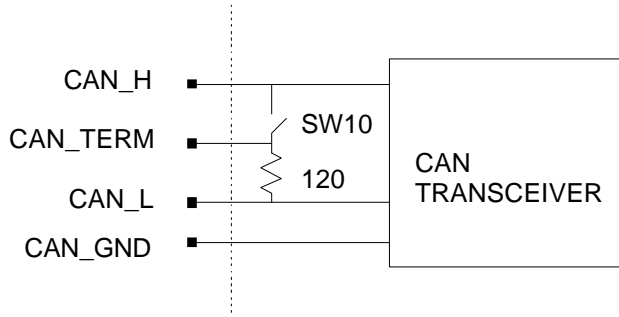 CAN_H
CAN_TERM
SW10
120
CAN_L
CAN_GND
CAN
TRANSCEIVER